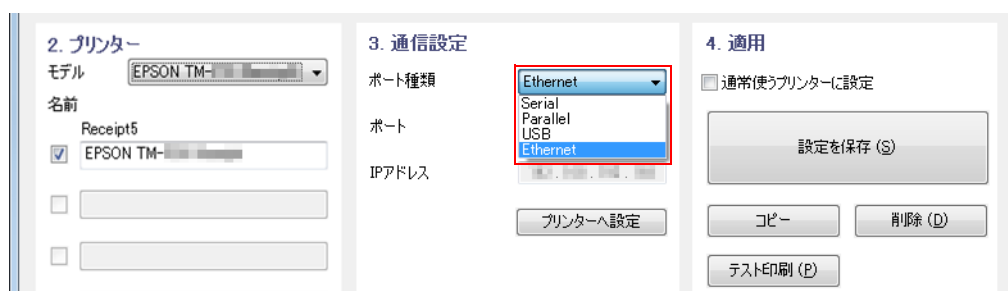 2. プリンター
モデル
EPSON TM-
名前
Receipt5
EPSON TM-
3. 通信設定
ポート種類
Ethernet
Serial
Parallel
USB
Ethernet
ポート
IPアドレス
プリンターへ設定
4. 適用
通常使うプリンターに設定
設定を保存 (S)
コピー
削除 (D)
テスト印刷 (P)